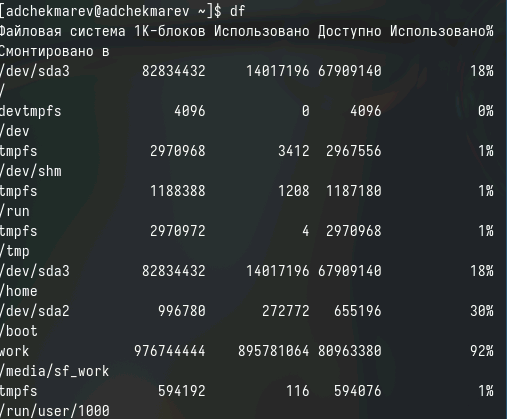 [adchekmarev@adchekmarev ~]$ df
Файловая система 1K-блоков Использовано Доступно Использовано%
Смонтировано в
/dev/sda3 82834432 14017196 67909140 18%
/
devtmpfs 4096 0 4096 0%
/dev
tmpfs 2970968 3412 2967556 1%
/dev/shm
tmpfs 1188388 1208 1187180 1%
/run
tmpfs 2970972 4 2970968 1%
/tmp
/dev/sda3 82834432 14017196 67909140 18%
/home
/dev/sda2 996780 272772 655196 30%
/boot
work 976744444 895781064 80963380 92%
/media/sf_work
tmpfs 594192 116 594076 1%
/run/user/1000